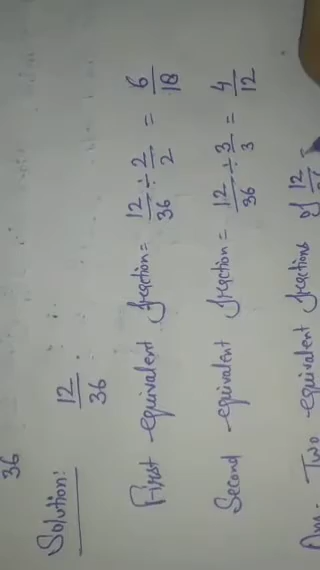 36
Solution:
12/36
First equivalent fraction = 12/36 ÷ 2/2 = 6/18
Second equivalent fraction = 12/36 ÷ 3/3 = 4/12
Ans: Two equivalent fractions of 12